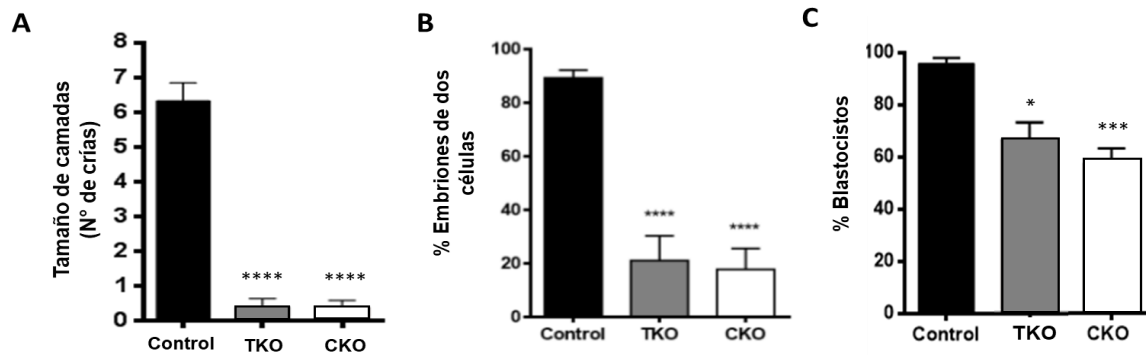 A
Tamaño de camadas
(N° de crías)
8
7
6
5
4
3
2
1
0
****
****
Control
TKO
CKO
B
% Embriones de dos
células
100
80
60
40
20
0
****
****
Control
TKO
CKO
C
% Blastocistos
100
80
60
40
20
0
*
***
Control
TKO
CKO